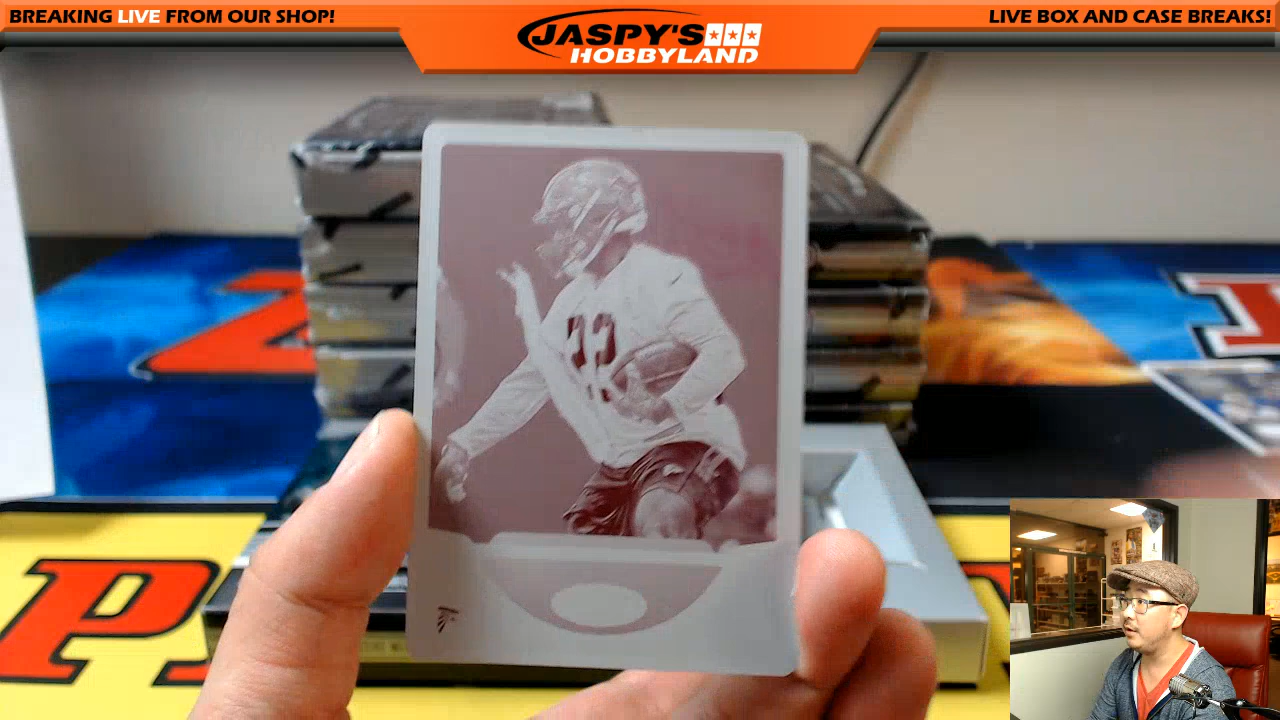 BREAKING LIVE FROM OUR SHOP!
JASPY'S
HOBBYLAND
LIVE BOX AND CASE BREAKS!